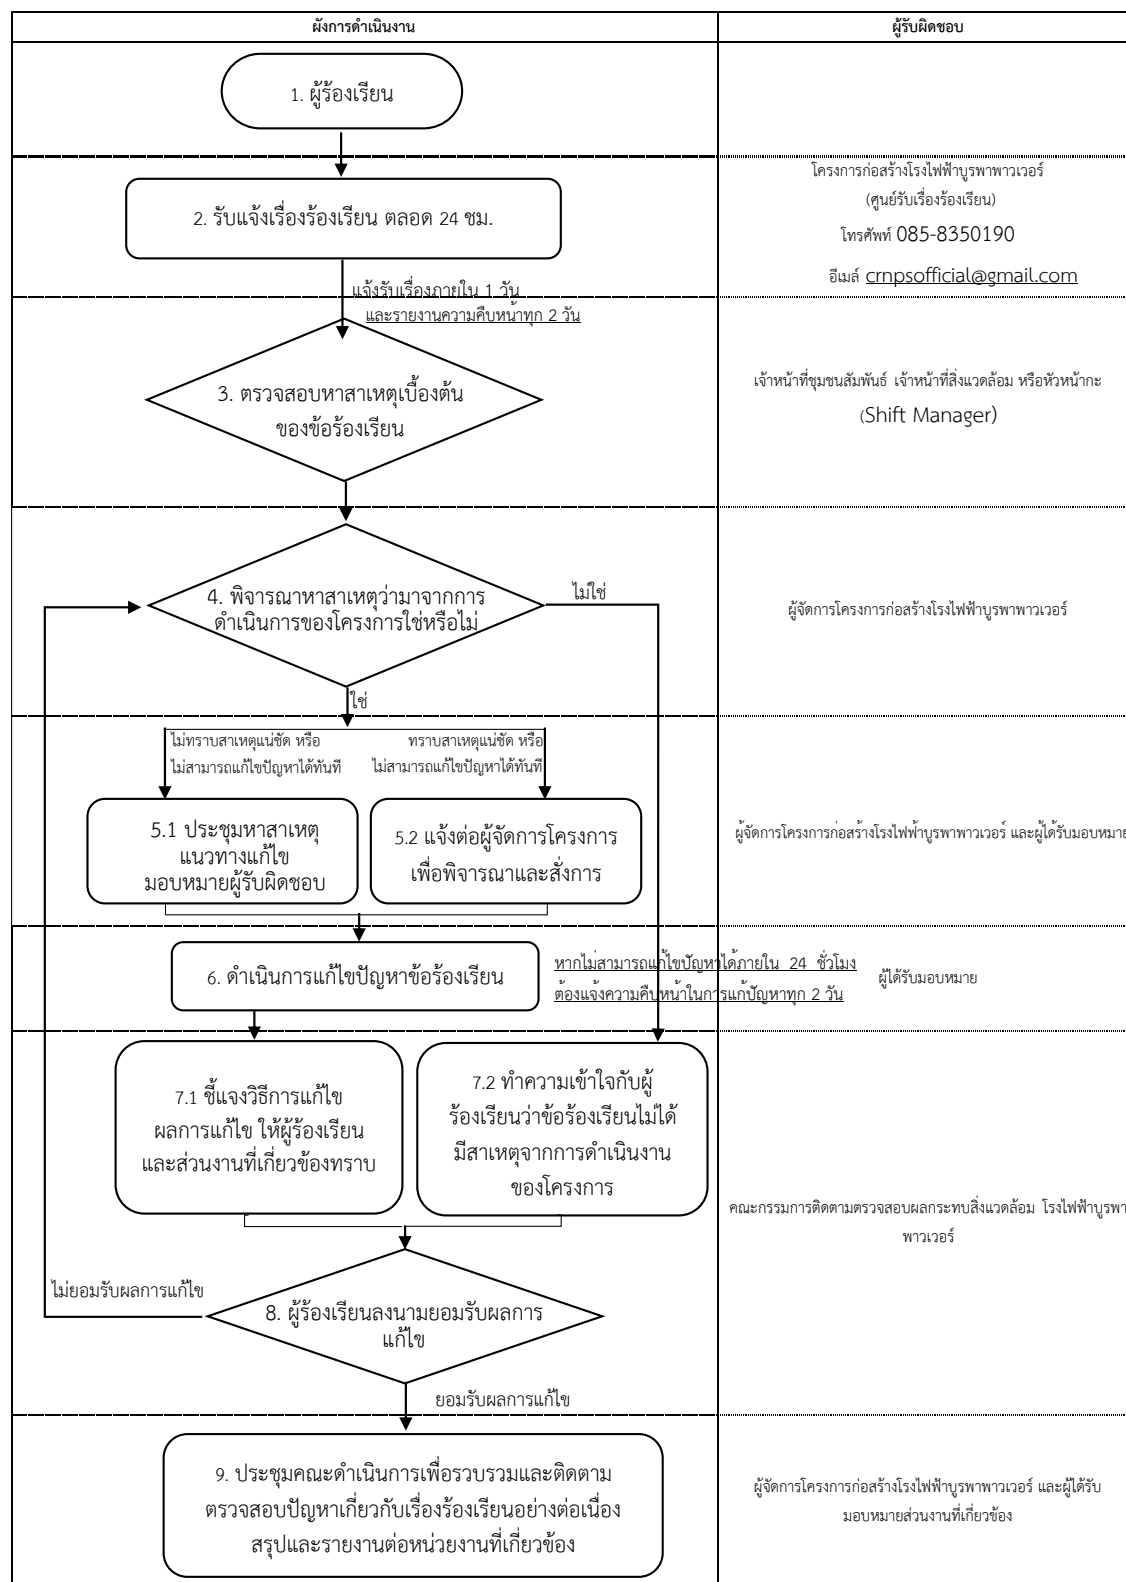 ผังการดำเนินงาน
ผู้รับผิดชอบ
1. ผู้ร้องเรียน
2. รับแจ้งเรื่องร้องเรียน ตลอด 24 ชม.
โครงการก่อสร้างโรงไฟฟ้าบูรพาพาวเวอร์
(ศูนย์รับเรื่องร้องเรียน)
โทรศัพท์ 085-8350190
อีเมล์ crnpsofficial@gmail.com
แจ้งรับเรื่องภายใน 1 วัน
และรายงานความคืบหน้าทุก 2 วัน
3. ตรวจสอบหาสาเหตุเบื้องต้น
ของข้อร้องเรียน
เจ้าหน้าที่ชุมชนสัมพันธ์ เจ้าหน้าที่สิ่งแวดล้อม หรือหัวหน้ากะ
(Shift Manager)
4. พิจารณาหาสาเหตุว่ามาจากการ
ดำเนินการของโครงการใช่หรือไม่
ไม่ใช่
ใช่
ผู้จัดการโครงการก่อสร้างโรงไฟฟ้าบูรพาพาวเวอร์
ไม่ทราบสาเหตุแน่ชัด หรือ
ไม่สามารถแก้ไขปัญหาได้ทันที
ทราบสาเหตุแน่ชัด หรือ
ไม่สามารถแก้ไขปัญหาได้ทันที
5.1 ประชุมหาสาเหตุ
แนวทางแก้ไข
มอบหมายผู้รับผิดชอบ
5.2 แจ้งต่อผู้จัดการโครงการ
เพื่อพิจารณาและสั่งการ
ผู้จัดการโครงการก่อสร้างโรงไฟฟ้าบูรพาพาวเวอร์ และผู้ได้รับมอบหมาย
6. ดำเนินการแก้ไขปัญหาข้อร้องเรียน
หากไม่สามารถแก้ไขปัญหาได้ภายใน 24 ชั่วโมง
ต้องแจ้งความคืบหน้าในการแก้ปัญหาทุก 2 วัน
ผู้ได้รับมอบหมาย
7.1 ชี้แจงวิธีการแก้ไข
ผลการแก้ไข ให้ผู้ร้องเรียน
และส่วนงานที่เกี่ยวข้องทราบ
7.2 ทำความเข้าใจกับผู้
ร้องเรียนว่าข้อร้องเรียนไม่ได้
มีสาเหตุจากการดำเนินงาน
ของโครงการ
คณะกรรมการติดตามตรวจสอบผลกระทบสิ่งแวดล้อม โรงไฟฟ้าบูรพา
พาวเวอร์
ไม่ยอมรับผลการแก้ไข
8. ผู้ร้องเรียนลงนามยอมรับผลการ
แก้ไข
ยอมรับผลการแก้ไข
9. ประชุมคณะดำเนินการเพื่อรวบรวมและติดตาม
ตรวจสอบปัญหาเกี่ยวกับเรื่องร้องเรียนอย่างต่อเนื่อง
สรุปและรายงานต่อหน่วยงานที่เกี่ยวข้อง
ผู้จัดการโครงการก่อสร้างโรงไฟฟ้าบูรพาพาวเวอร์ และผู้ได้รับ
มอบหมายส่วนงานที่เกี่ยวข้อง